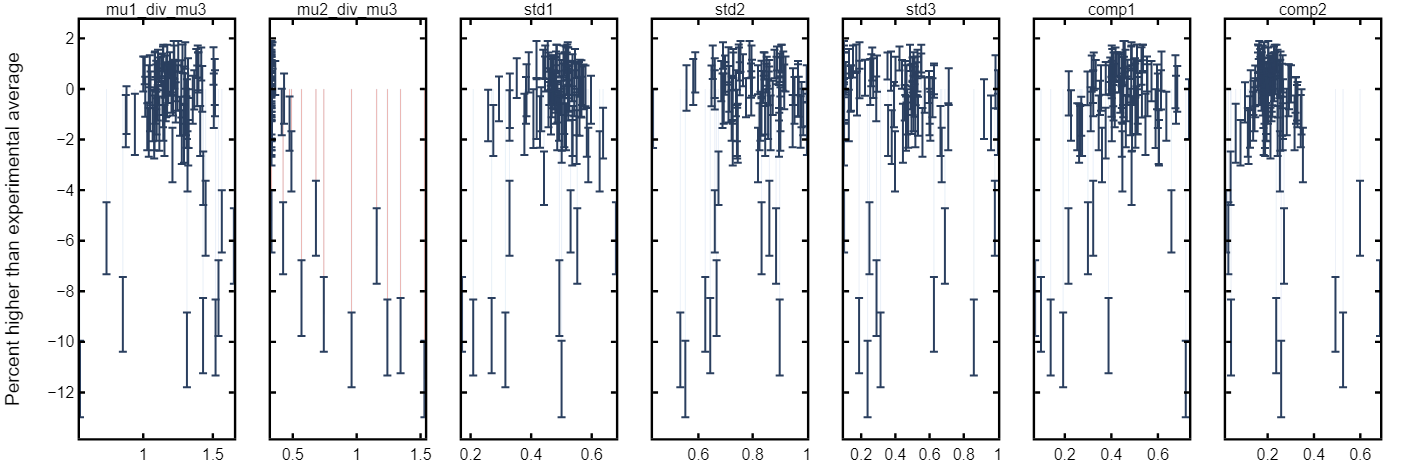 mu1_div_mu3 mu2_div_mu3 std1 std2 std3 comp1 comp2
Percent higher than experimental average
2
0
−2
−4
−6
−8
−10
−12
1 1.5 0.5 1 1.5 0.2 0.4 0.6 0.6 0.8 1 0.2 0.4 0.6 0.8 1 0.2 0.4 0.6 0.2 0.4 0.6